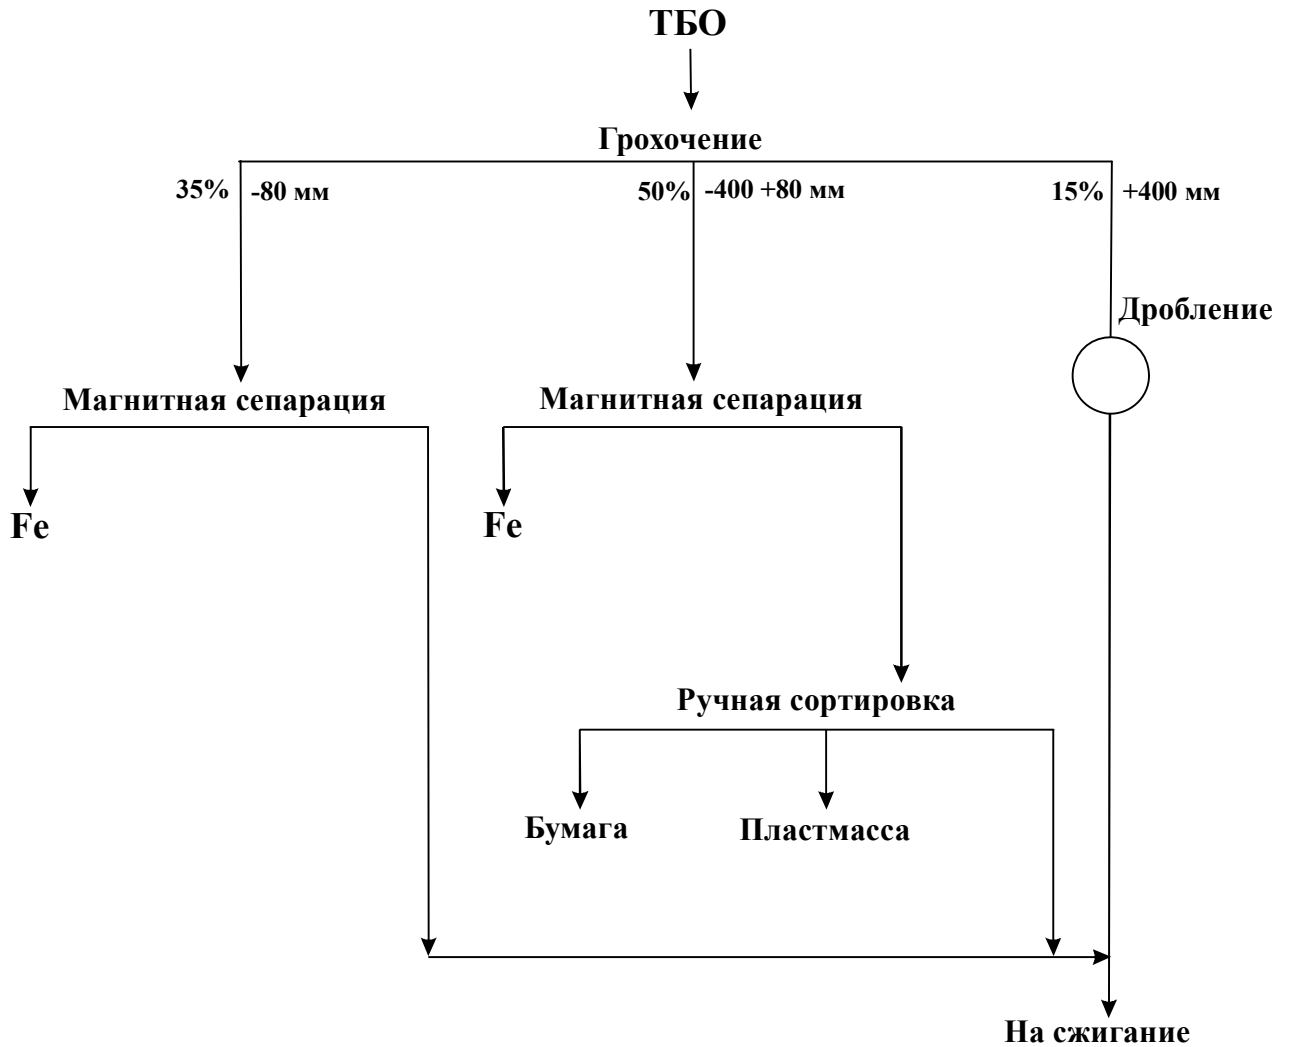 ТБО
Грохочение
35% -80 мм
50% -400 +80 мм
15% +400 мм
Дробление
Магнитная сепарация
Магнитная сепарация
Fe
Fe
Ручная сортировка
Бумага
Пластмасса
На сжигание